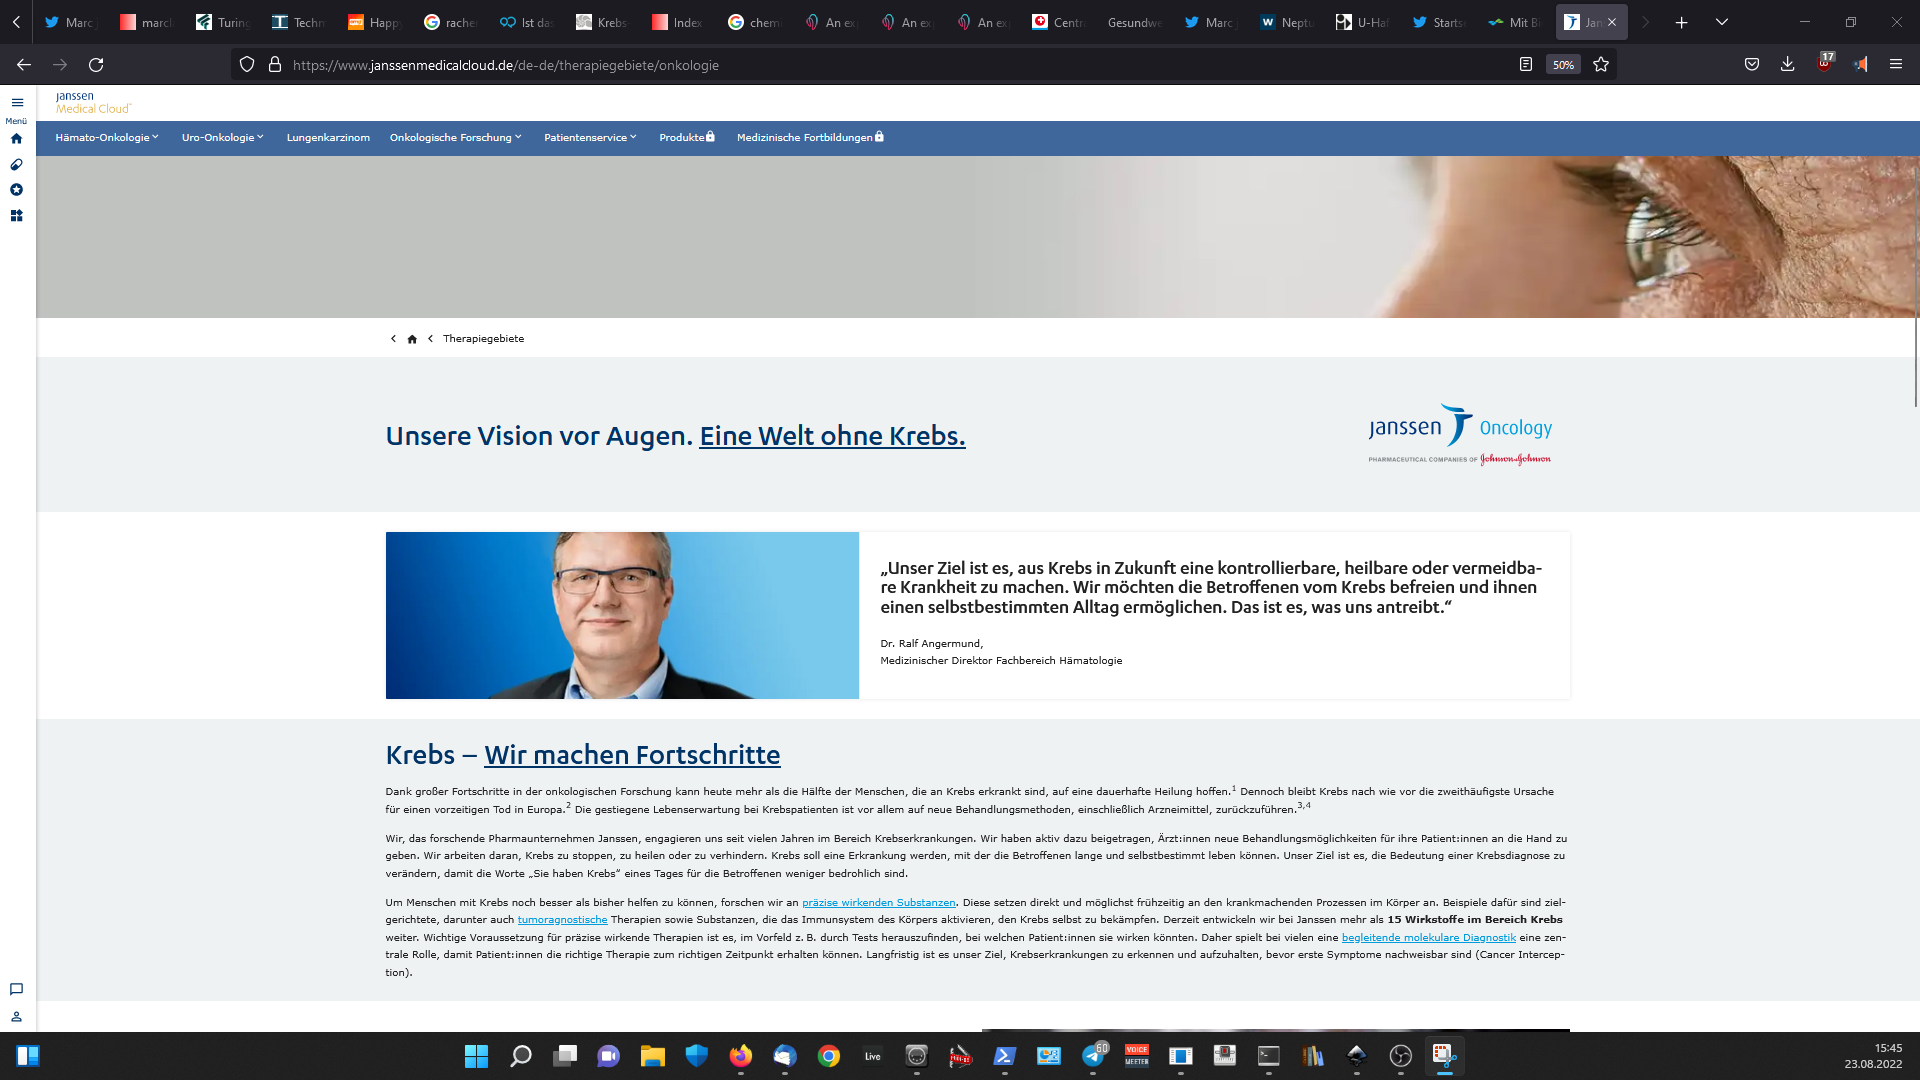 Marc
marcl
Turing
Techn
Happy
rache
Ist das
Krebs
Index
chemi
An ex
An ex
An ex
Centr
Gesundwe
Marc
Neptu
U-Haf
Starts
Mit Bi
Jan
https://www.janssenmedicalcloud.de/de-de/therapiegebiete/onkologie
50%
17
janssen
Medical Cloud
Menü
Hämato-Onkologie
Uro-Onkologie
Lungenkarzinom
Onkologische Forschung
Patientenservice
Produkte
Medizinische Fortbildungen
Therapiegebiete
Unsere Vision vor Augen. Eine Welt ohne Krebs.
janssen Oncology
PHARMACEUTICAL COMPANIES OF Johnson & Johnson
„Unser Ziel ist es, aus Krebs in Zukunft eine kontrollierbare, heilbare oder vermeidba-
re Krankheit zu machen. Wir möchten die Betroffenen vom Krebs befreien und ihnen
einen selbstbestimmten Alltag ermöglichen. Das ist es, was uns antreibt.“
Dr. Ralf Angermund,
Medizinischer Direktor Fachbereich Hämatologie
Krebs – Wir machen Fortschritte
Dank großer Fortschritte in der onkologischen Forschung kann heute mehr als die Hälfte der Menschen, die an Krebs erkrankt sind, auf eine dauerhafte Heilung hoffen.1 Dennoch bleibt Krebs nach wie vor die zweithäufigste Ursache
für einen vorzeitigen Tod in Europa.2 Die gestiegene Lebenserwartung bei Krebspatienten ist vor allem auf neue Behandlungsmethoden, einschließlich Arzneimittel, zurückzuführen.3,4
Wir, das forschende Pharmaunternehmen Janssen, engagieren uns seit vielen Jahren im Bereich Krebserkrankungen. Wir haben aktiv dazu beigetragen, Ärzt:innen neue Behandlungsmöglichkeiten für ihre Patient:innen an die Hand zu
geben. Wir arbeiten daran, Krebs zu stoppen, zu heilen oder zu verhindern. Krebs soll eine Erkrankung werden, mit der die Betroffenen lange und selbstbestimmt leben können. Unser Ziel ist es, die Bedeutung einer Krebsdiagnose zu
verändern, damit die Worte „Sie haben Krebs“ eines Tages für die Betroffenen weniger bedrohlich sind.
Um Menschen mit Krebs noch besser als bisher helfen zu können, forschen wir an präzise wirkenden Substanzen. Diese setzen direkt und möglichst frühzeitig an den krankmachenden Prozessen im Körper an. Beispiele dafür sind ziel-
gerichtete, darunter auch tumoragnostische Therapien sowie Substanzen, die das Immunsystem des Körpers aktivieren, den Krebs selbst zu bekämpfen. Derzeit entwickeln wir bei Janssen mehr als 15 Wirkstoffe im Bereich Krebs
weiter. Wichtige Voraussetzung für präzise wirkende Therapien ist es, im Vorfeld z. B. durch Tests herauszufinden, bei welchen Patient:innen sie wirken könnten. Daher spielt bei vielen eine begleitende molekulare Diagnostik eine zen-
trale Rolle, damit Patient:innen die richtige Therapie zum richtigen Zeitpunkt erhalten können. Langfristig ist es unser Ziel, Krebserkrankungen zu erkennen und aufzuhalten, bevor erste Symptome nachweisbar sind (Cancer Intercep-
tion).
Live
60
VOICE
MEETER
15:45
23.08.2022